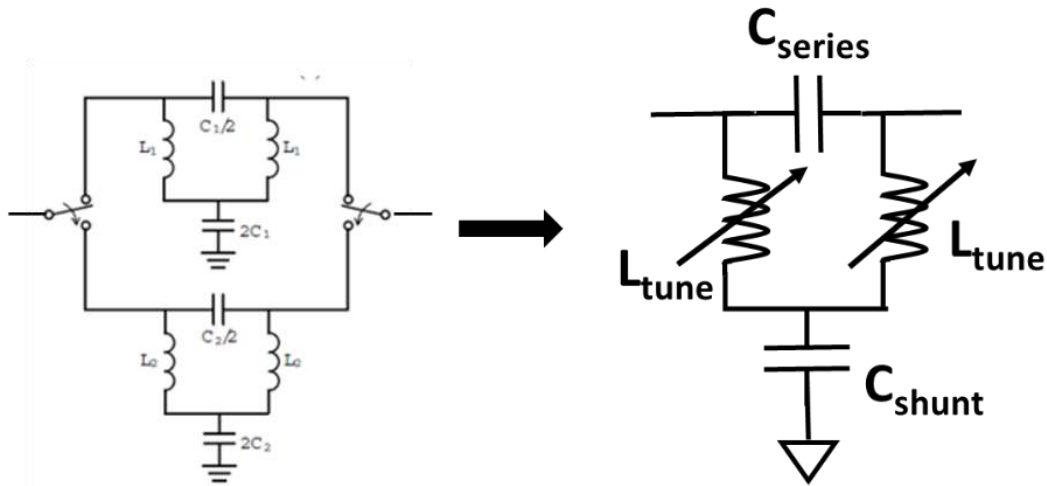 C₁/2
L₁
L₁
2C₁
C₂/2
L₂
L₂
2C₂
Cseries
Ltune
Ltune
Cshunt